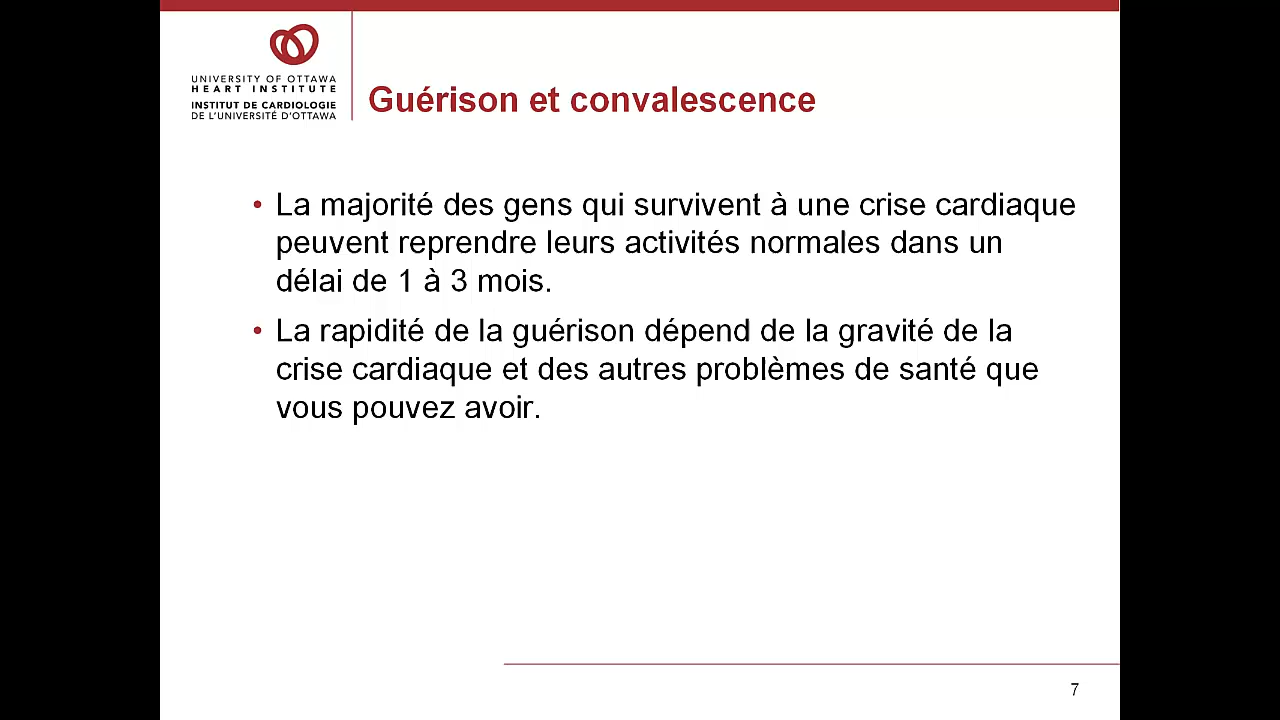 UNIVERSITY OF OTTAWA
HEART INSTITUTE
INSTITUT DE CARDIOLOGIE
DE L'UNIVERSITÉ D'OTTAWA
Guérison et convalescence
• La majorité des gens qui survivent à une crise cardiaque
peuvent reprendre leurs activités normales dans un
délai de 1 à 3 mois.
• La rapidité de la guérison dépend de la gravité de la
crise cardiaque et des autres problèmes de santé que
vous pouvez avoir.
7